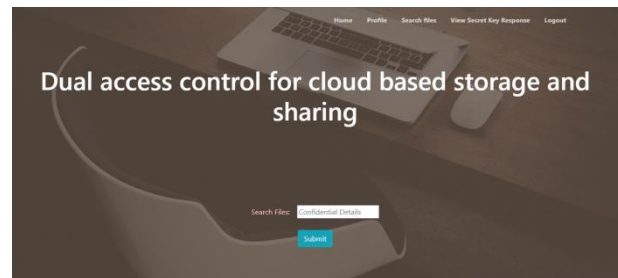 Home Profile Search files View Secret Key Response Logout
Dual access control for cloud based storage and
sharing
Search Files: Confidential Details
Submit